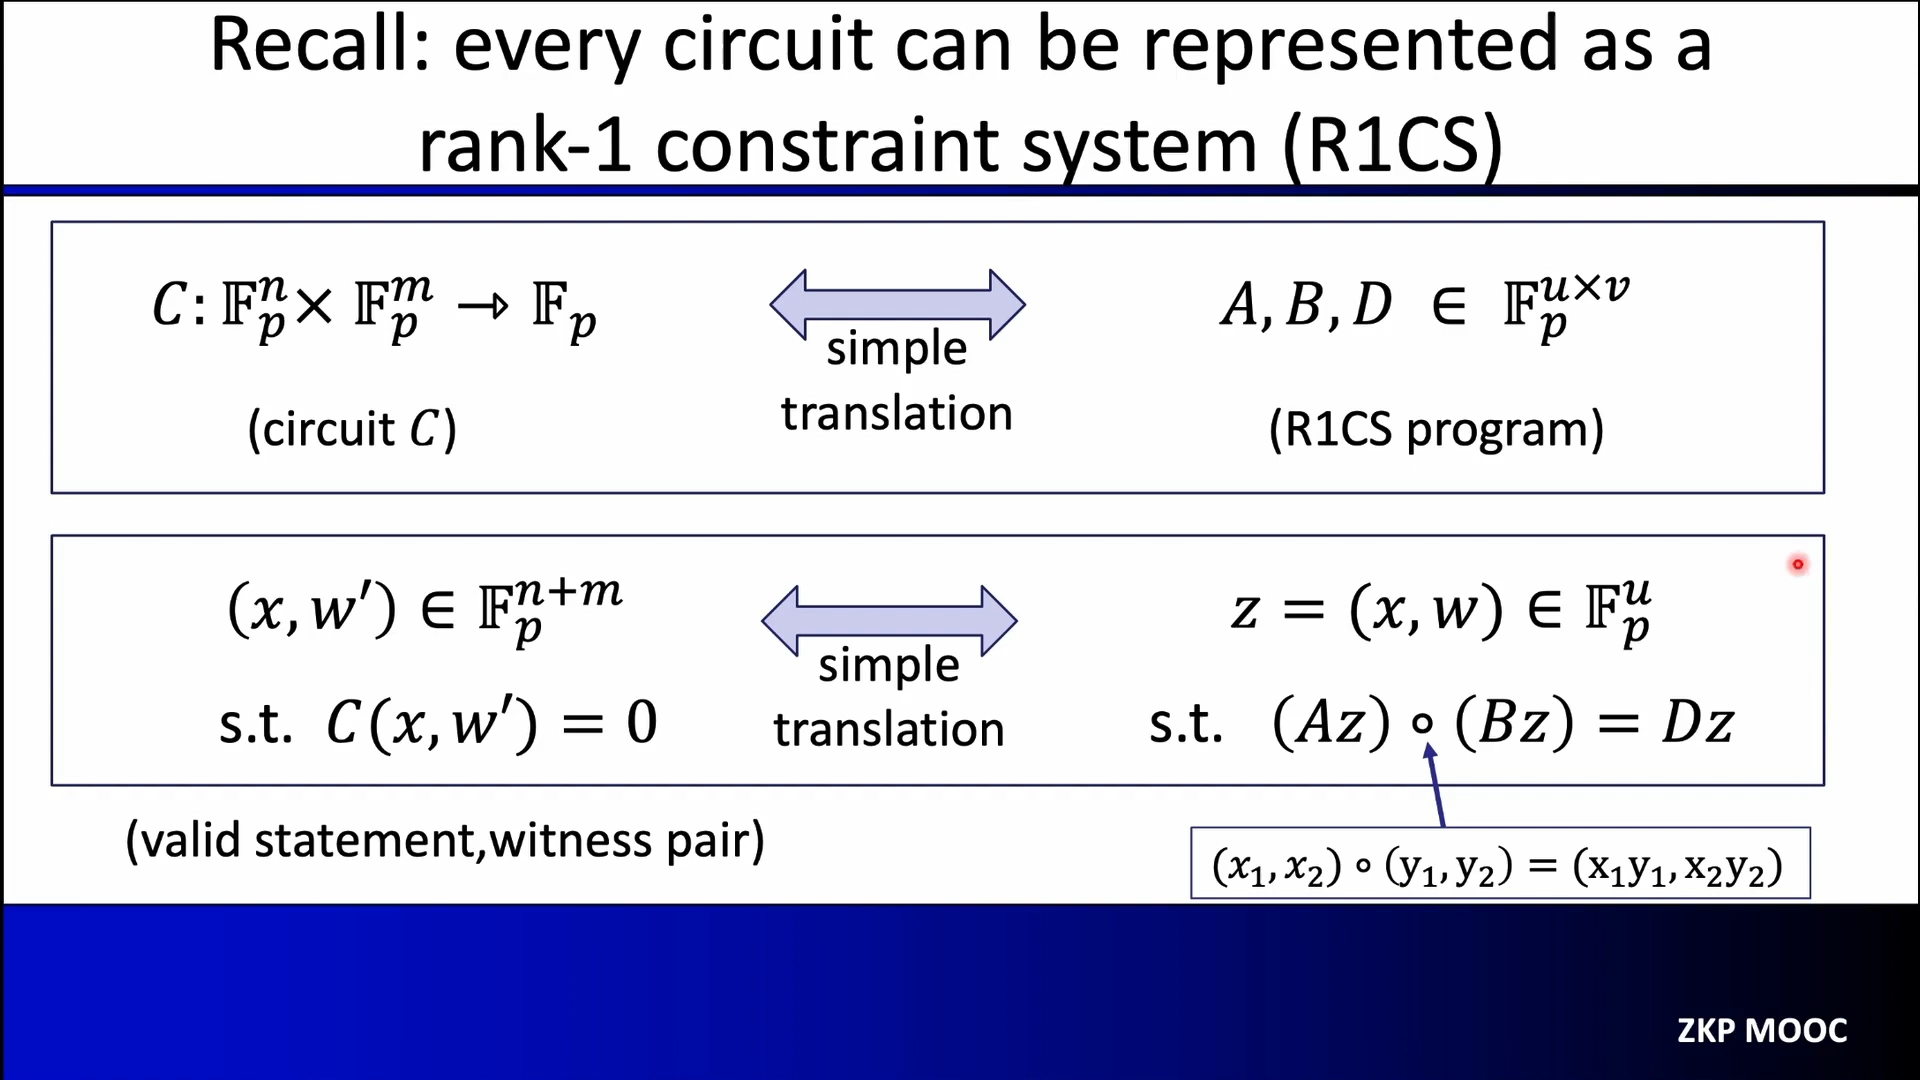 Recall: every circuit can be represented as a
rank-1 constraint system (R1CS)
C: 𝔽ₚⁿ × 𝔽ₚᵐ → 𝔽ₚ
simple
translation
A, B, D ∈ 𝔽ₚ^{u×v}
(circuit C)
(R1CS program)
(x, w′) ∈ 𝔽ₚ^{n+m}
s.t. C(x, w′) = 0
simple
translation
z = (x, w) ∈ 𝔽ₚ^{u}
s.t. (Az) ∘ (Bz) = Dz
(valid statement,witness pair)
(x₁, x₂) ∘ (y₁, y₂) = (x₁y₁, x₂y₂)
ZKP MOOC